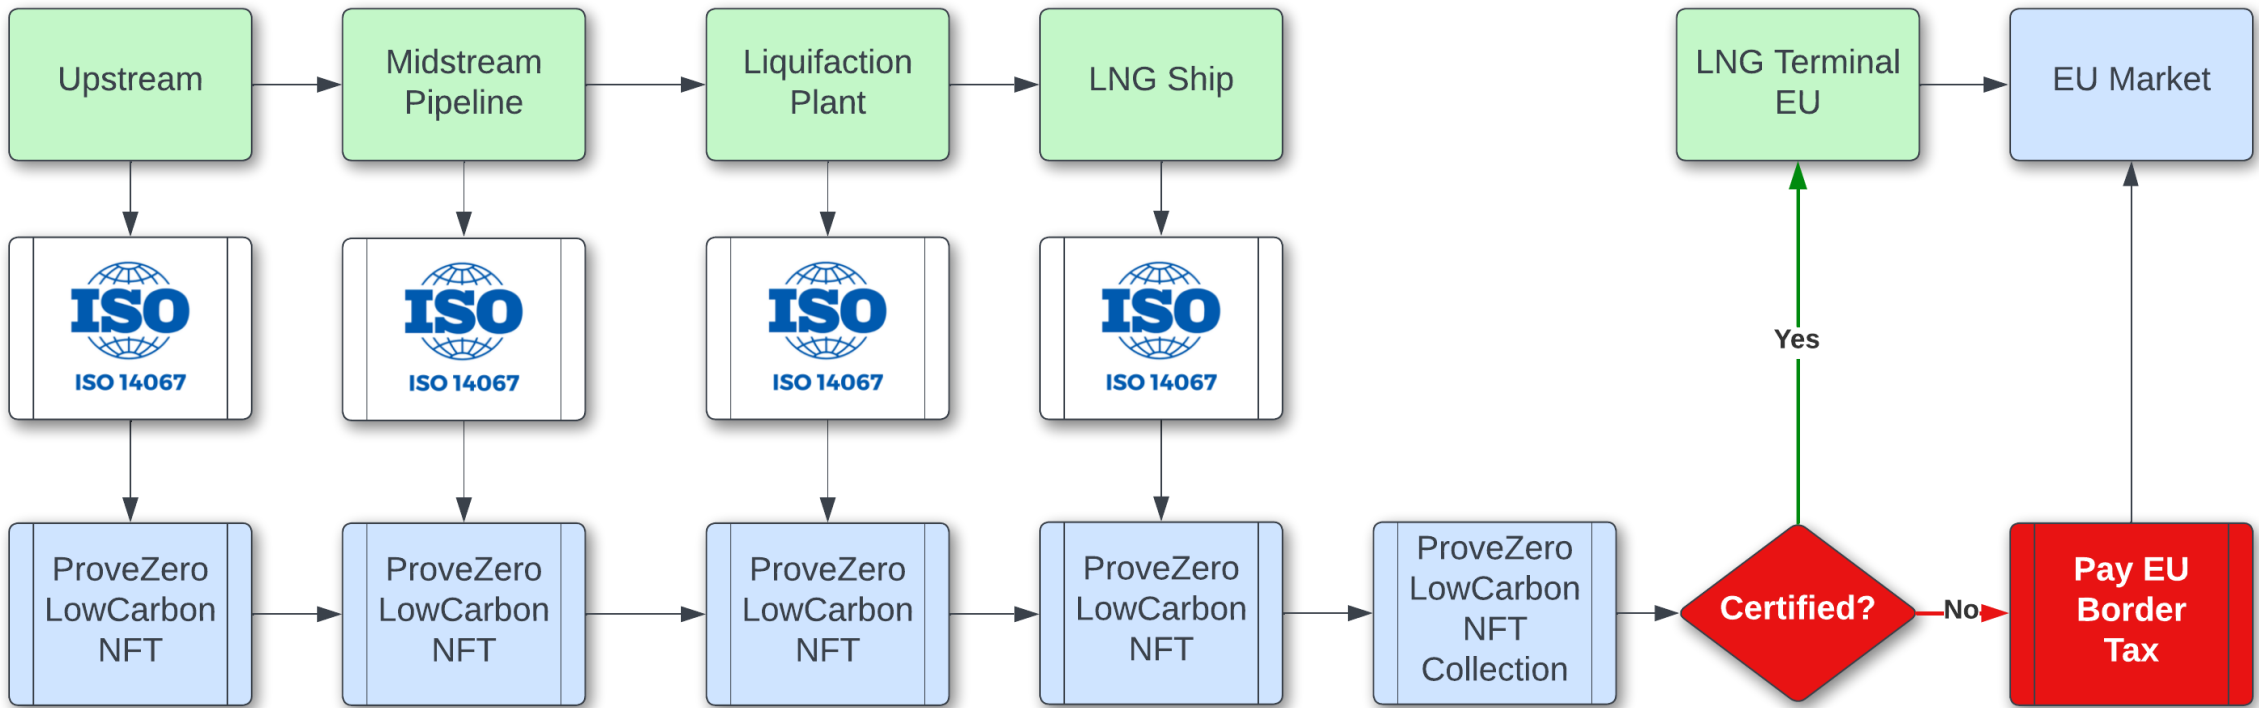 Upstream
Midstream
Pipeline
Liquifaction
Plant
LNG Ship
LNG Terminal
EU
EU Market
ISO
ISO 14067
ISO
ISO 14067
ISO
ISO 14067
ISO
ISO 14067
Yes
ProveZero
LowCarbon
NFT
ProveZero
LowCarbon
NFT
ProveZero
LowCarbon
NFT
ProveZero
LowCarbon
NFT
ProveZero
LowCarbon
NFT
Collection
Certified?
No
Pay EU
Border
Tax